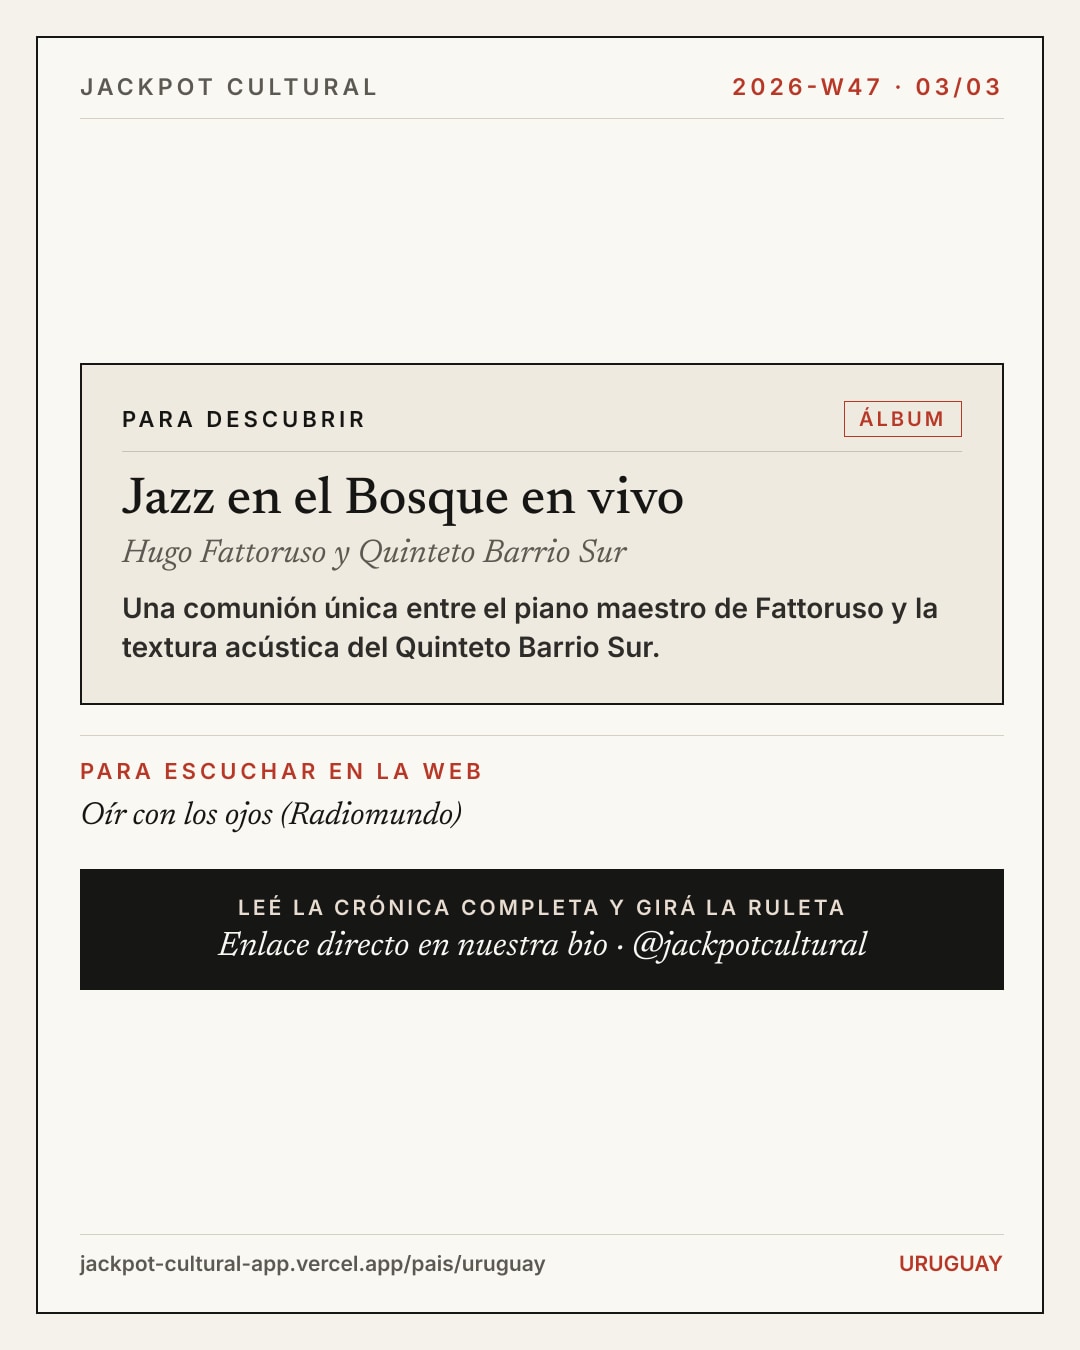 JACKPOT CULTURAL
2026-W47 · 03/03
PARA DESCUBRIR
ÁLBUM
Jazz en el Bosque en vivo
Hugo Fattoruso y Quinteto Barrio Sur
Una comunión única entre el piano maestro de Fattoruso y la
textura acústica del Quinteto Barrio Sur.
PARA ESCUCHAR EN LA WEB
Oír con los ojos (Radiomundo)
LEÉ LA CRÓNICA COMPLETA Y GIRÁ LA RULETA
Enlace directo en nuestra bio · @jackpotcultural
jackpot-cultural-app.vercel.app/pais/uruguay
URUGUAY